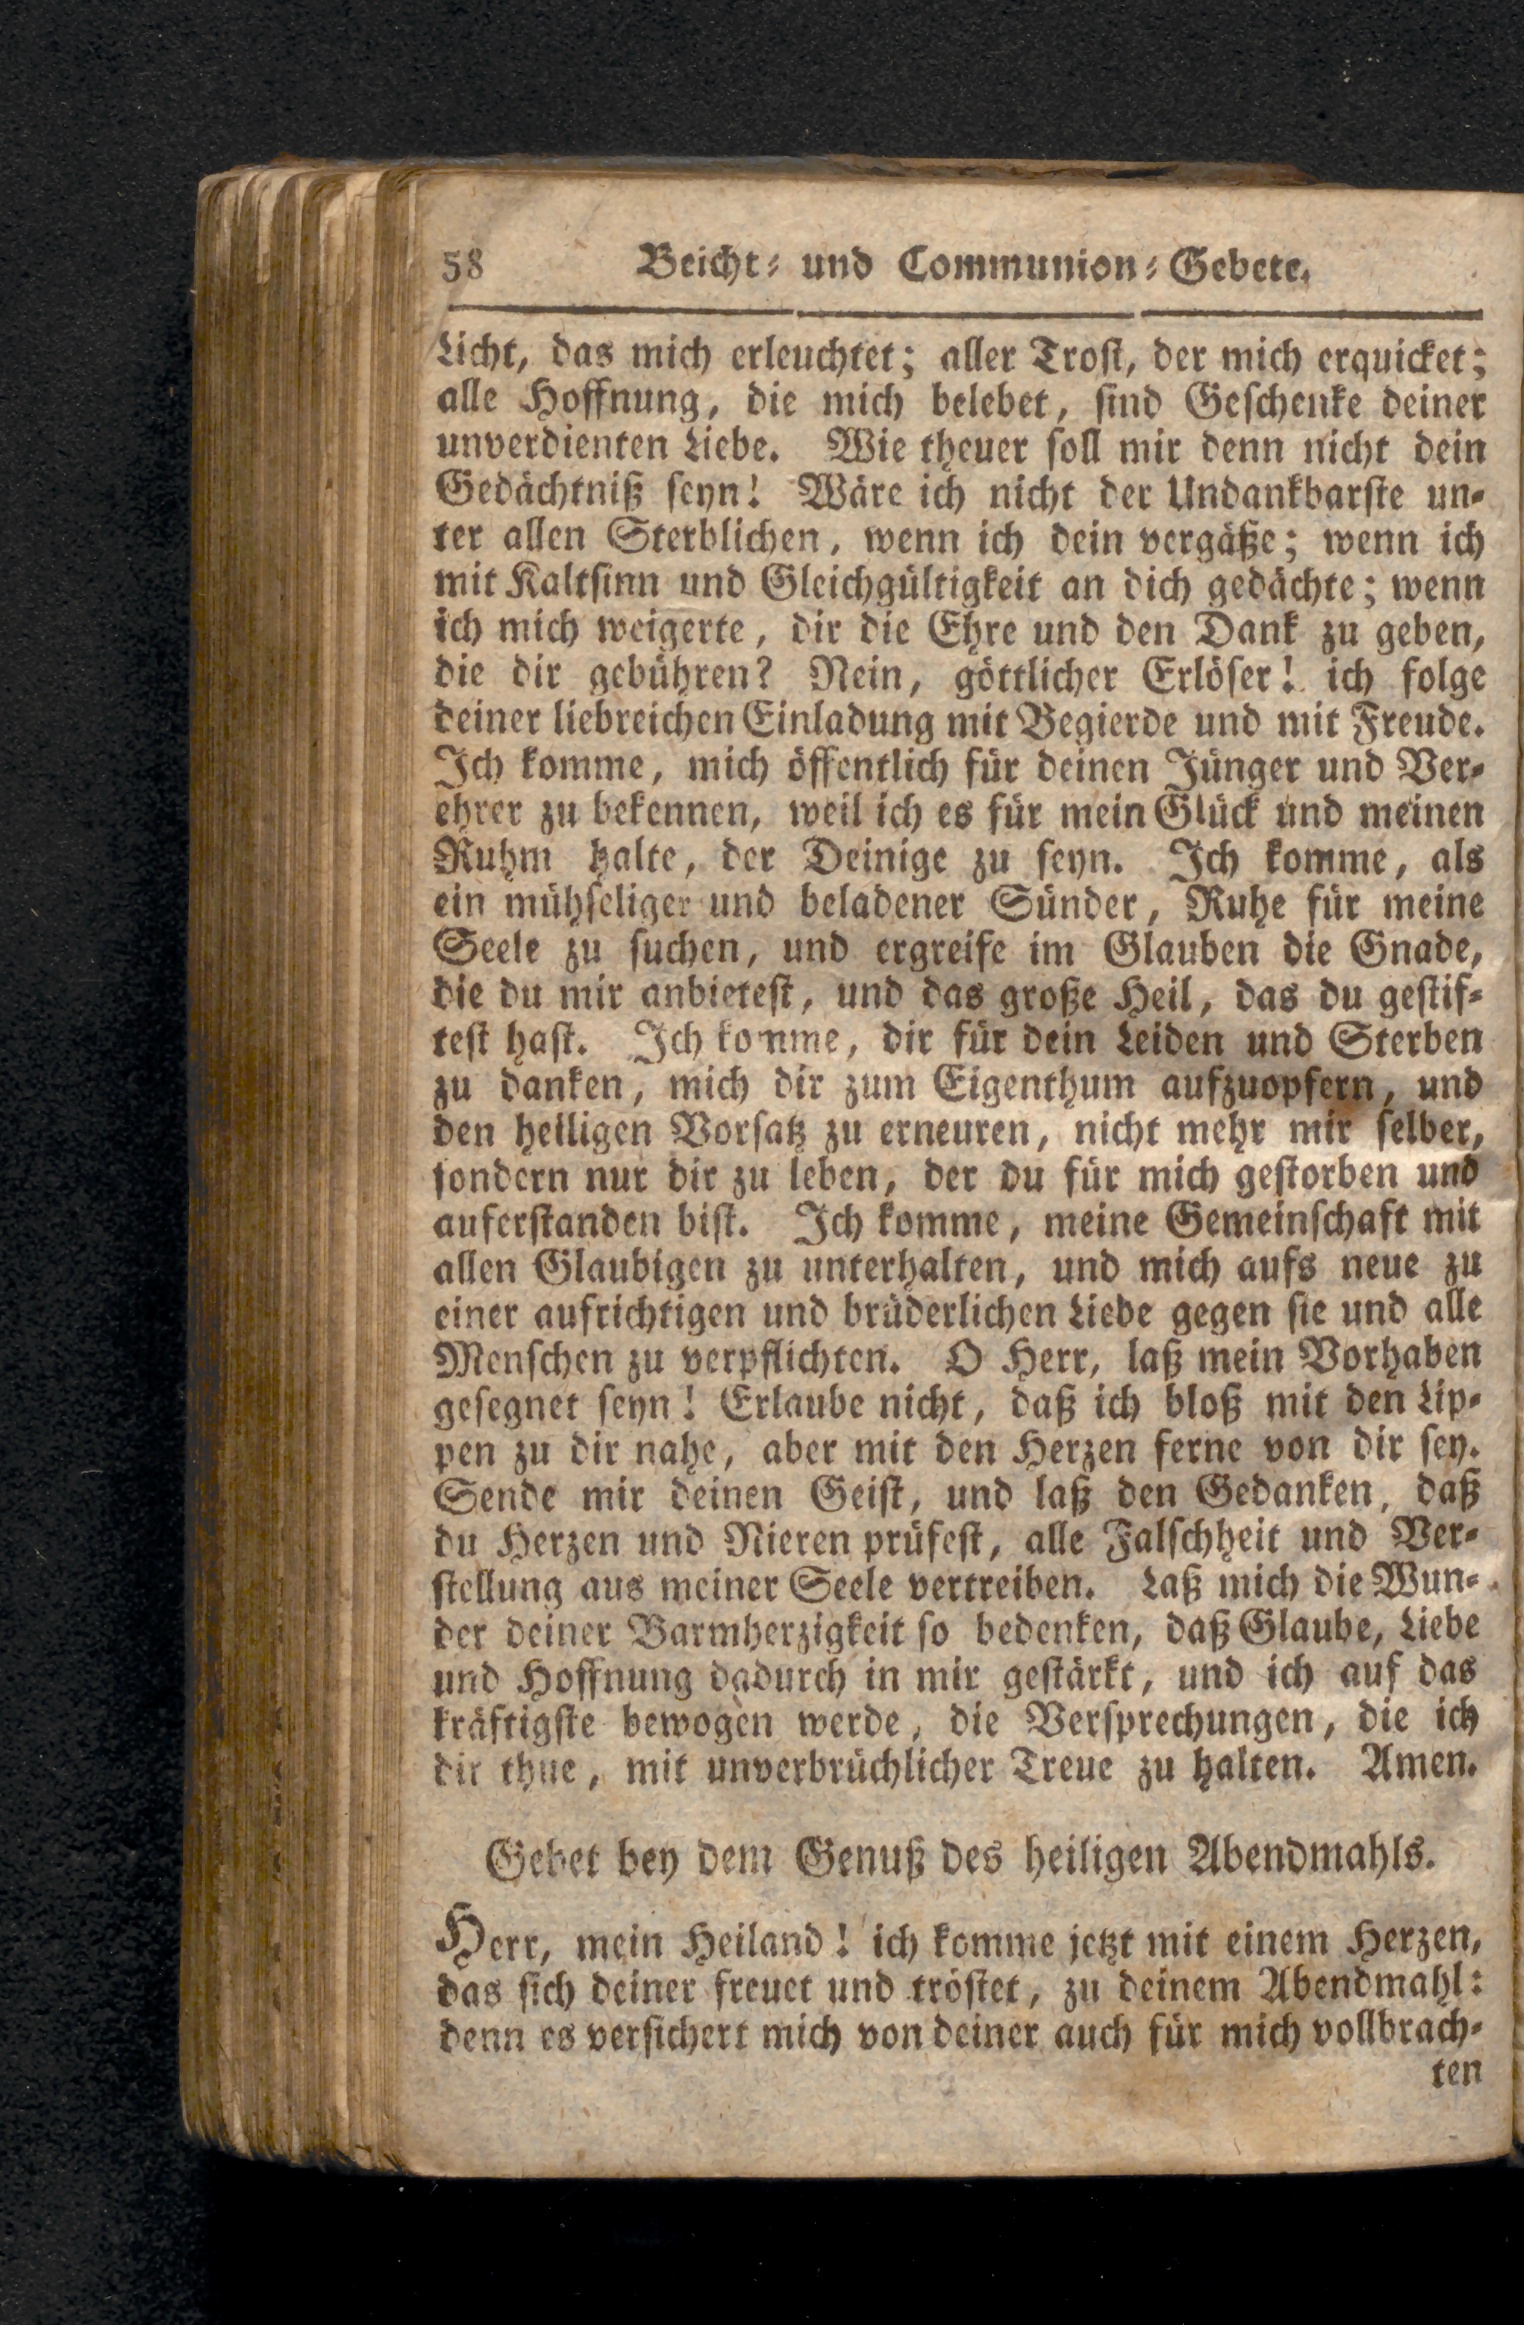 58 Beicht- und Communion-Gebete.
Licht, das mich erleuchtet; aller Trost, der mich erquicket;
alle Hoffnung, die mich belebet, sind Geschenke deiner
unverdienten Liebe. Wie theuer soll mir denn nicht dein
Gedächtniß seyn! Wäre ich nicht der Undankbarste un-
ter allen Sterblichen, wenn ich dein vergäße; wenn ich
mit Kaltsinn und Gleichgültigkeit an dich gedächte; wenn
ich mich weigerte, dir die Ehre und den Dank zu geben,
die dir gebühren? Nein, göttlicher Erlöser! ich folge
deiner liebreichen Einladung mit Begierde und mit Freude.
Ich komme, mich öffentlich für deinen Jünger und Ver-
ehrer zu bekennen, weil ich es für mein Glück und meinen
Ruhm halte, der Deinige zu seyn. Ich komme, als
ein mühseliger und beladener Sünder, Ruhe für meine
Seele zu suchen, und ergreife im Glauben die Gnade,
die du mir anbietest, und das große Heil, das du gestif-
test hast. Ich komme, dir für dein Leiden und Sterben
zu danken, mich dir zum Eigenthum aufzuopfern, und
den heiligen Vorsatz zu erneuren, nicht mehr mir selber,
sondern nur dir zu leben, der du für mich gestorben und
auferstanden bist. Ich komme, meine Gemeinschaft mit
allen Glaubigen zu unterhalten, und mich aufs neue zu
einer aufrichtigen und brüderlichen Liebe gegen sie und alle
Menschen zu verpflichten. O Herr, laß mein Vorhaben
gesegnet seyn! Erlaube nicht, daß ich bloß mit den Lip-
pen zu dir nahe, aber mit den Herzen ferne von dir sey.
Sende mir deinen Geist, und laß den Gedanken, daß
du Herzen und Nieren prüfest, alle Falschheit und Ver-
stellung aus meiner Seele vertreiben. Laß mich die Wun-
der deiner Barmherzigkeit so bedenken, daß Glaube, Liebe
und Hoffnung dadurch in mir gestärkt, und ich auf das
kräftigste bewogen werde, die Versprechungen, die ich
dir thue, mit unverbrüchlicher Treue zu halten. Amen.
Gebet bey dem Genuß des heiligen Abendmahls.
Herr, mein Heiland! ich komme jetzt mit einem Herzen,
das sich deiner freuet und tröstet, zu deinem Abendmahl:
denn es versichert mich von deiner auch für mich vollbrach-
ten